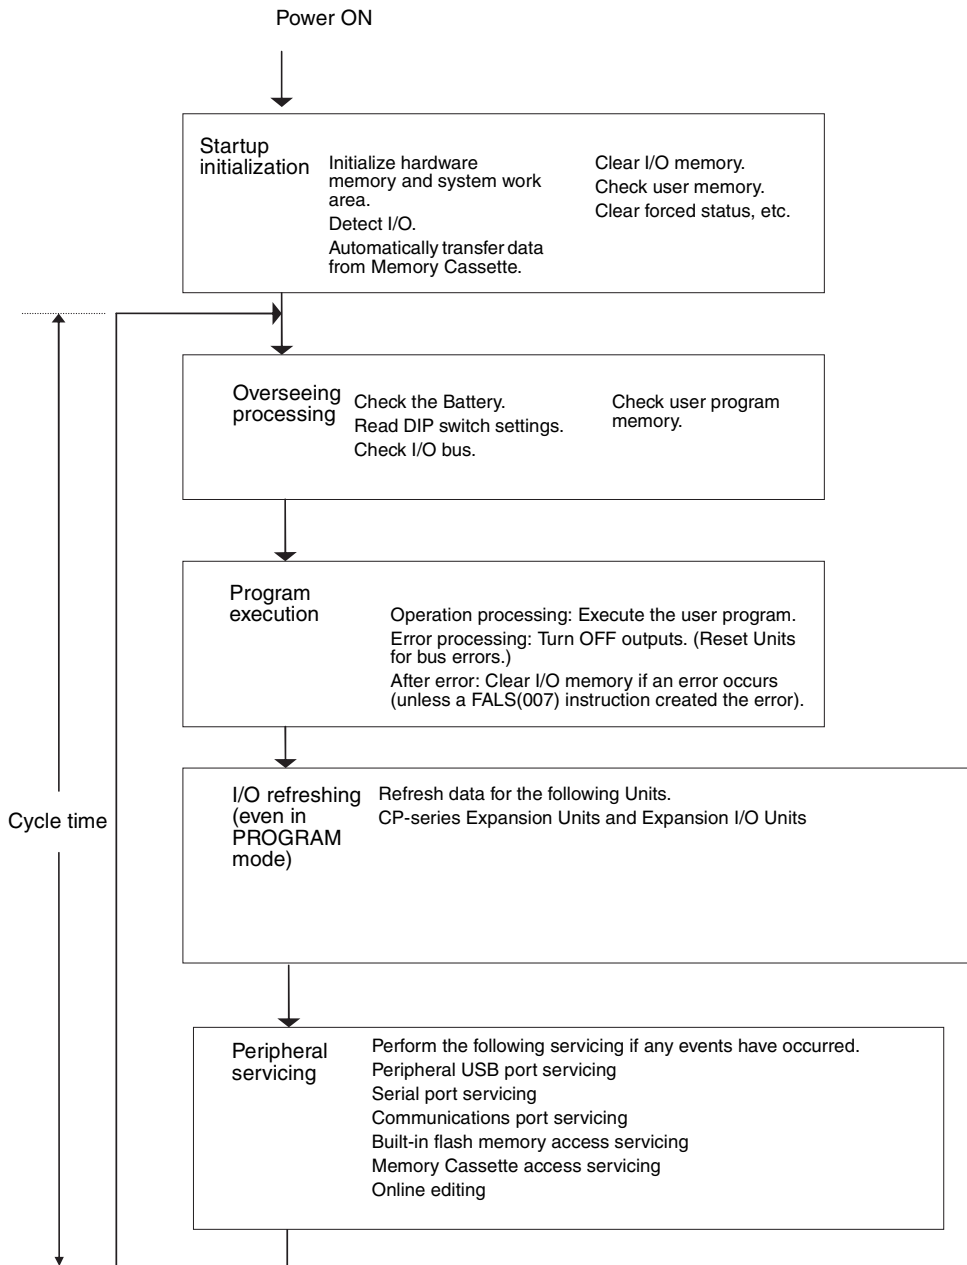 Power ON
Startup
initialization
Initialize hardware
memory and system work
area.
Detect I/O.
Automatically transfer data
from Memory Cassette.
Clear I/O memory.
Check user memory.
Clear forced status, etc.
Overseeing
processing
Check the Battery.
Read DIP switch settings.
Check I/O bus.
Check user program
memory.
Program
execution
Operation processing: Execute the user program.
Error processing: Turn OFF outputs. (Reset Units
for bus errors.)
After error: Clear I/O memory if an error occurs
(unless a FALS(007) instruction created the error).
I/O refreshing
(even in
PROGRAM
mode)
Refresh data for the following Units.
CP-series Expansion Units and Expansion I/O Units
Cycle time
Peripheral
servicing
Perform the following servicing if any events have occurred.
Peripheral USB port servicing
Serial port servicing
Communications port servicing
Built-in flash memory access servicing
Memory Cassette access servicing
Online editing